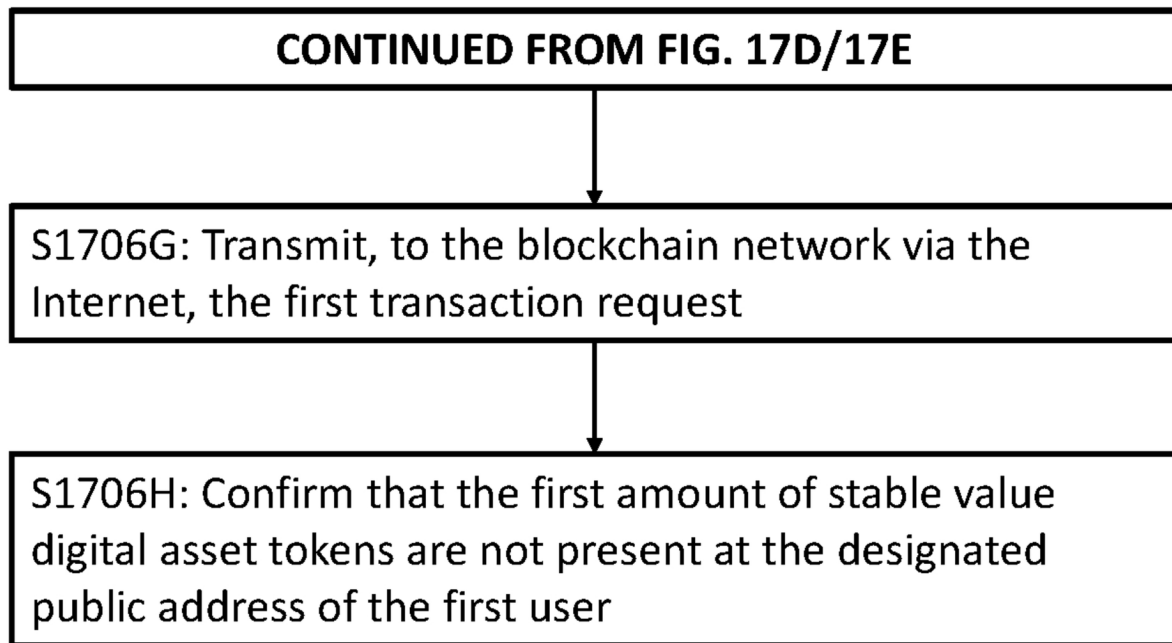 CONTINUED FROM FIG. 17D/17E
S1706G: Transmit, to the blockchain network via the
Internet, the first transaction request
S1706H: Confirm that the first amount of stable value
digital asset tokens are not present at the designated
public address of the first user